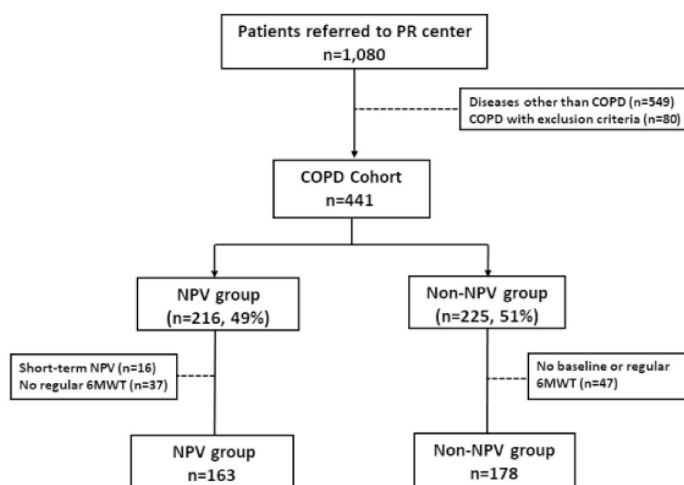 Patients referred to PR center
n=1,080
Diseases other than COPD (n=549)
COPD with exclusion criteria (n=80)
COPD Cohort
n=441
NPV group
(n=216, 49%)
Non-NPV group
(n=225, 51%)
Short-term NPV (n=16)
No regular 6MWT (n=37)
No baseline or regular
6MWT (n=47)
NPV group
n=163
Non-NPV group
n=178